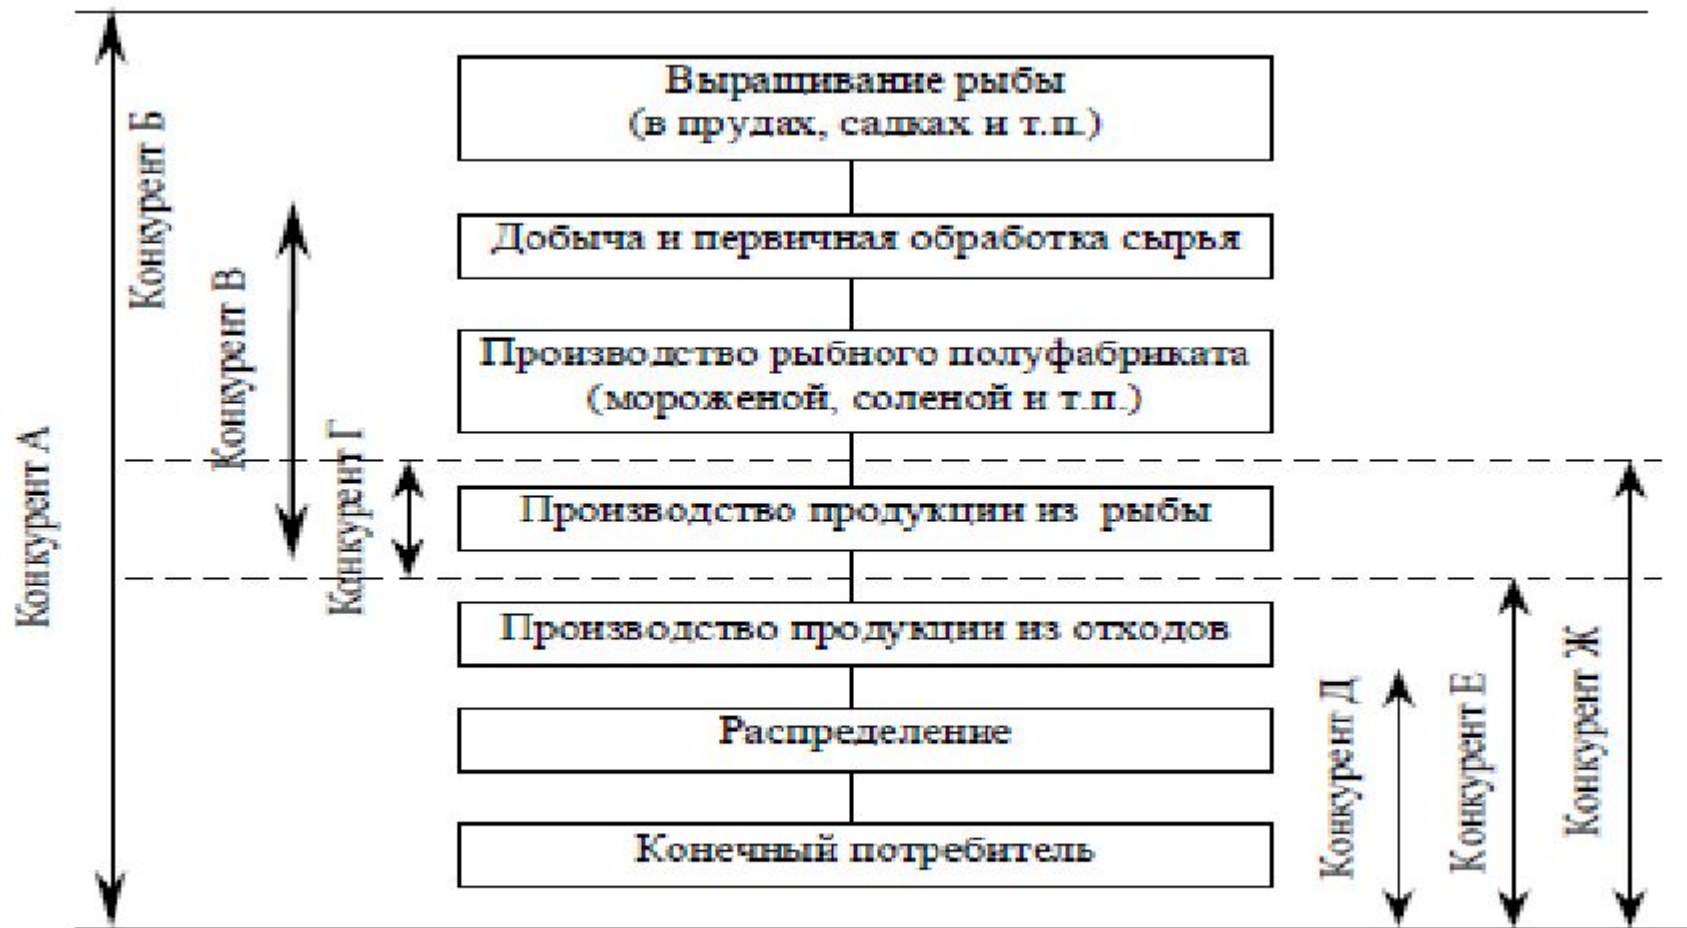 Выращивание рыбы
(в прудах, садках и т.п.)
Добыча и первичная обработка сырья
Производство рыбного полуфабриката
(мороженой, соленой и т.п.)
Производство продукции из рыбы
Производство продукции из отходов
Распределение
Конечный потребитель
Конкурент А
Конкурент Б
Конкурент В
Конкурент Г
Конкурент Д
Конкурент Е
Конкурент Ж